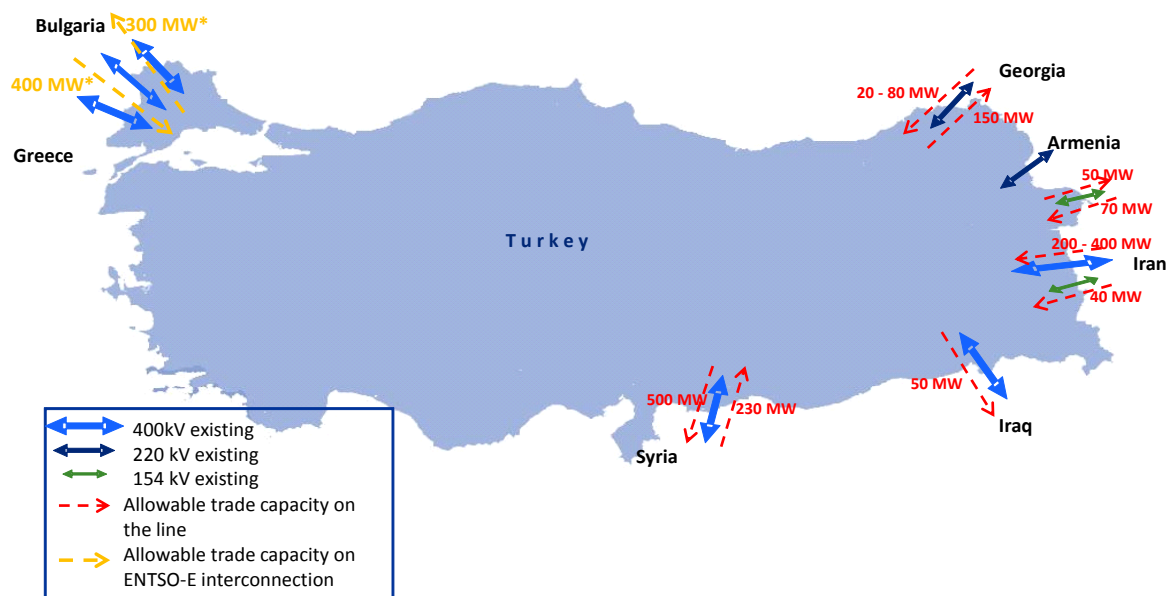 Bulgaria
300 MW*
400 MW*
Greece
Georgia
20 - 80 MW
150 MW
Armenia
50 MW
70 MW
Turkey
200 - 400 MW
Iran
40 MW
50 MW
Iraq
500 MW
230 MW
Syria
400kV existing
220 kV existing
154 kV existing
Allowable trade capacity on
the line
Allowable trade capacity on
ENTSO-E interconnection